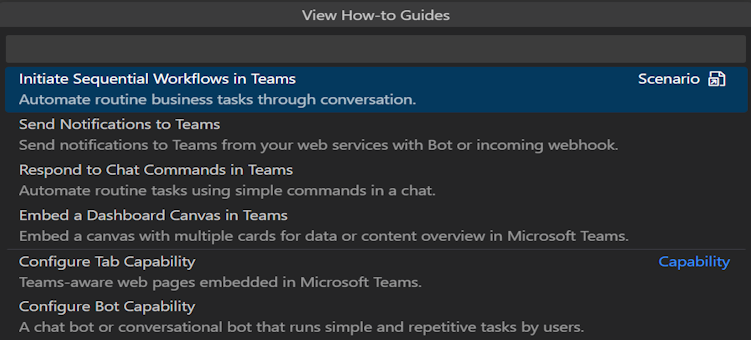 View How-to Guides
Initiate Sequential Workflows in Teams Scenario
Automate routine business tasks through conversation.
Send Notifications to Teams
Send notifications to Teams from your web services with Bot or incoming webhook.
Respond to Chat Commands in Teams
Automate routine tasks using simple commands in a chat.
Embed a Dashboard Canvas in Teams
Embed a canvas with multiple cards for data or content overview in Microsoft Teams.
Configure Tab Capability Capability
Teams-aware web pages embedded in Microsoft Teams.
Configure Bot Capability
A chat bot or conversational bot that runs simple and repetitive tasks by users.